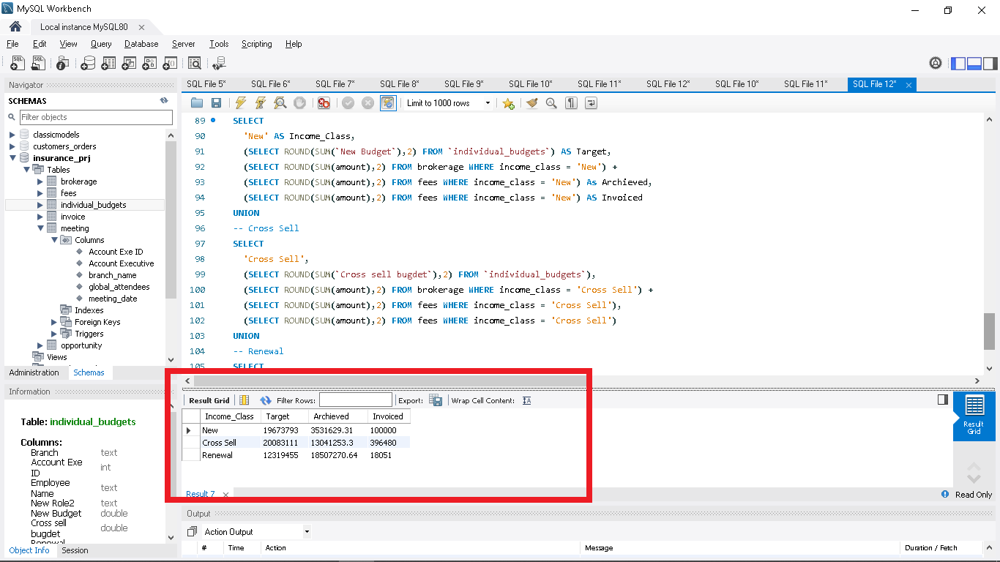 MySQL Workbench
Local instance MySQL80
File Edit View Query Database Server Tools Scripting Help
Navigator
SCHEMAS
Filter objects
classicmodels
customers_orders
insurance_prj
Tables
brokerage
fees
individual_budgets
invoice
meeting
Columns
Account Exe ID
Account Executive
branch_name
global_attendees
meeting_date
Indexes
Foreign Keys
Triggers
opportunity
Views
Administration Schemas
Information
Table: individual_budgets
Columns:
Branch text
Account Exe ID int
Employee Name text
New Role2 text
New Budget double
Cross sell bugdet double
Renewal
Object Info Session
SQL File 5* SQL File 6* SQL File 7* SQL File 8* SQL File 9* SQL File 10* SQL File 11* SQL File 12* SQL File 10* SQL File 11* SQL File 12*
Limit to 1000 rows
89 SELECT
90 'New' AS Income_Class,
91 (SELECT ROUND(SUM(`New Budget`),2) FROM `individual_budgets`) AS Target,
92 (SELECT ROUND(SUM(amount),2) FROM brokerage WHERE income_class = 'New') +
93 (SELECT ROUND(SUM(amount),2) FROM fees WHERE income_class = 'New') As Archieved,
94 (SELECT ROUND(SUM(amount),2) FROM fees WHERE income_class = 'New') AS Invoiced
95 UNION
96 -- Cross Sell
97 SELECT
98 'Cross Sell',
99 (SELECT ROUND(SUM(`Cross sell bugdet`),2) FROM `individual_budgets`),
100 (SELECT ROUND(SUM(amount),2) FROM brokerage WHERE income_class = 'Cross Sell') +
101 (SELECT ROUND(SUM(amount),2) FROM fees WHERE income_class = 'Cross Sell'),
102 (SELECT ROUND(SUM(amount),2) FROM fees WHERE income_class = 'Cross Sell')
103 UNION
104 -- Renewal
105 SELECT
Result Grid Filter Rows: Export: Wrap Cell Content:
Income_Class Target Archieved Invoiced
New 19673793 3531629.31 100000
Cross Sell 20083111 13041253.3 396480
Renewal 12319455 18507270.64 18051
Result Grid
Result 7
Read Only
Output
Action Output
# Time Action Message Duration / Fetch